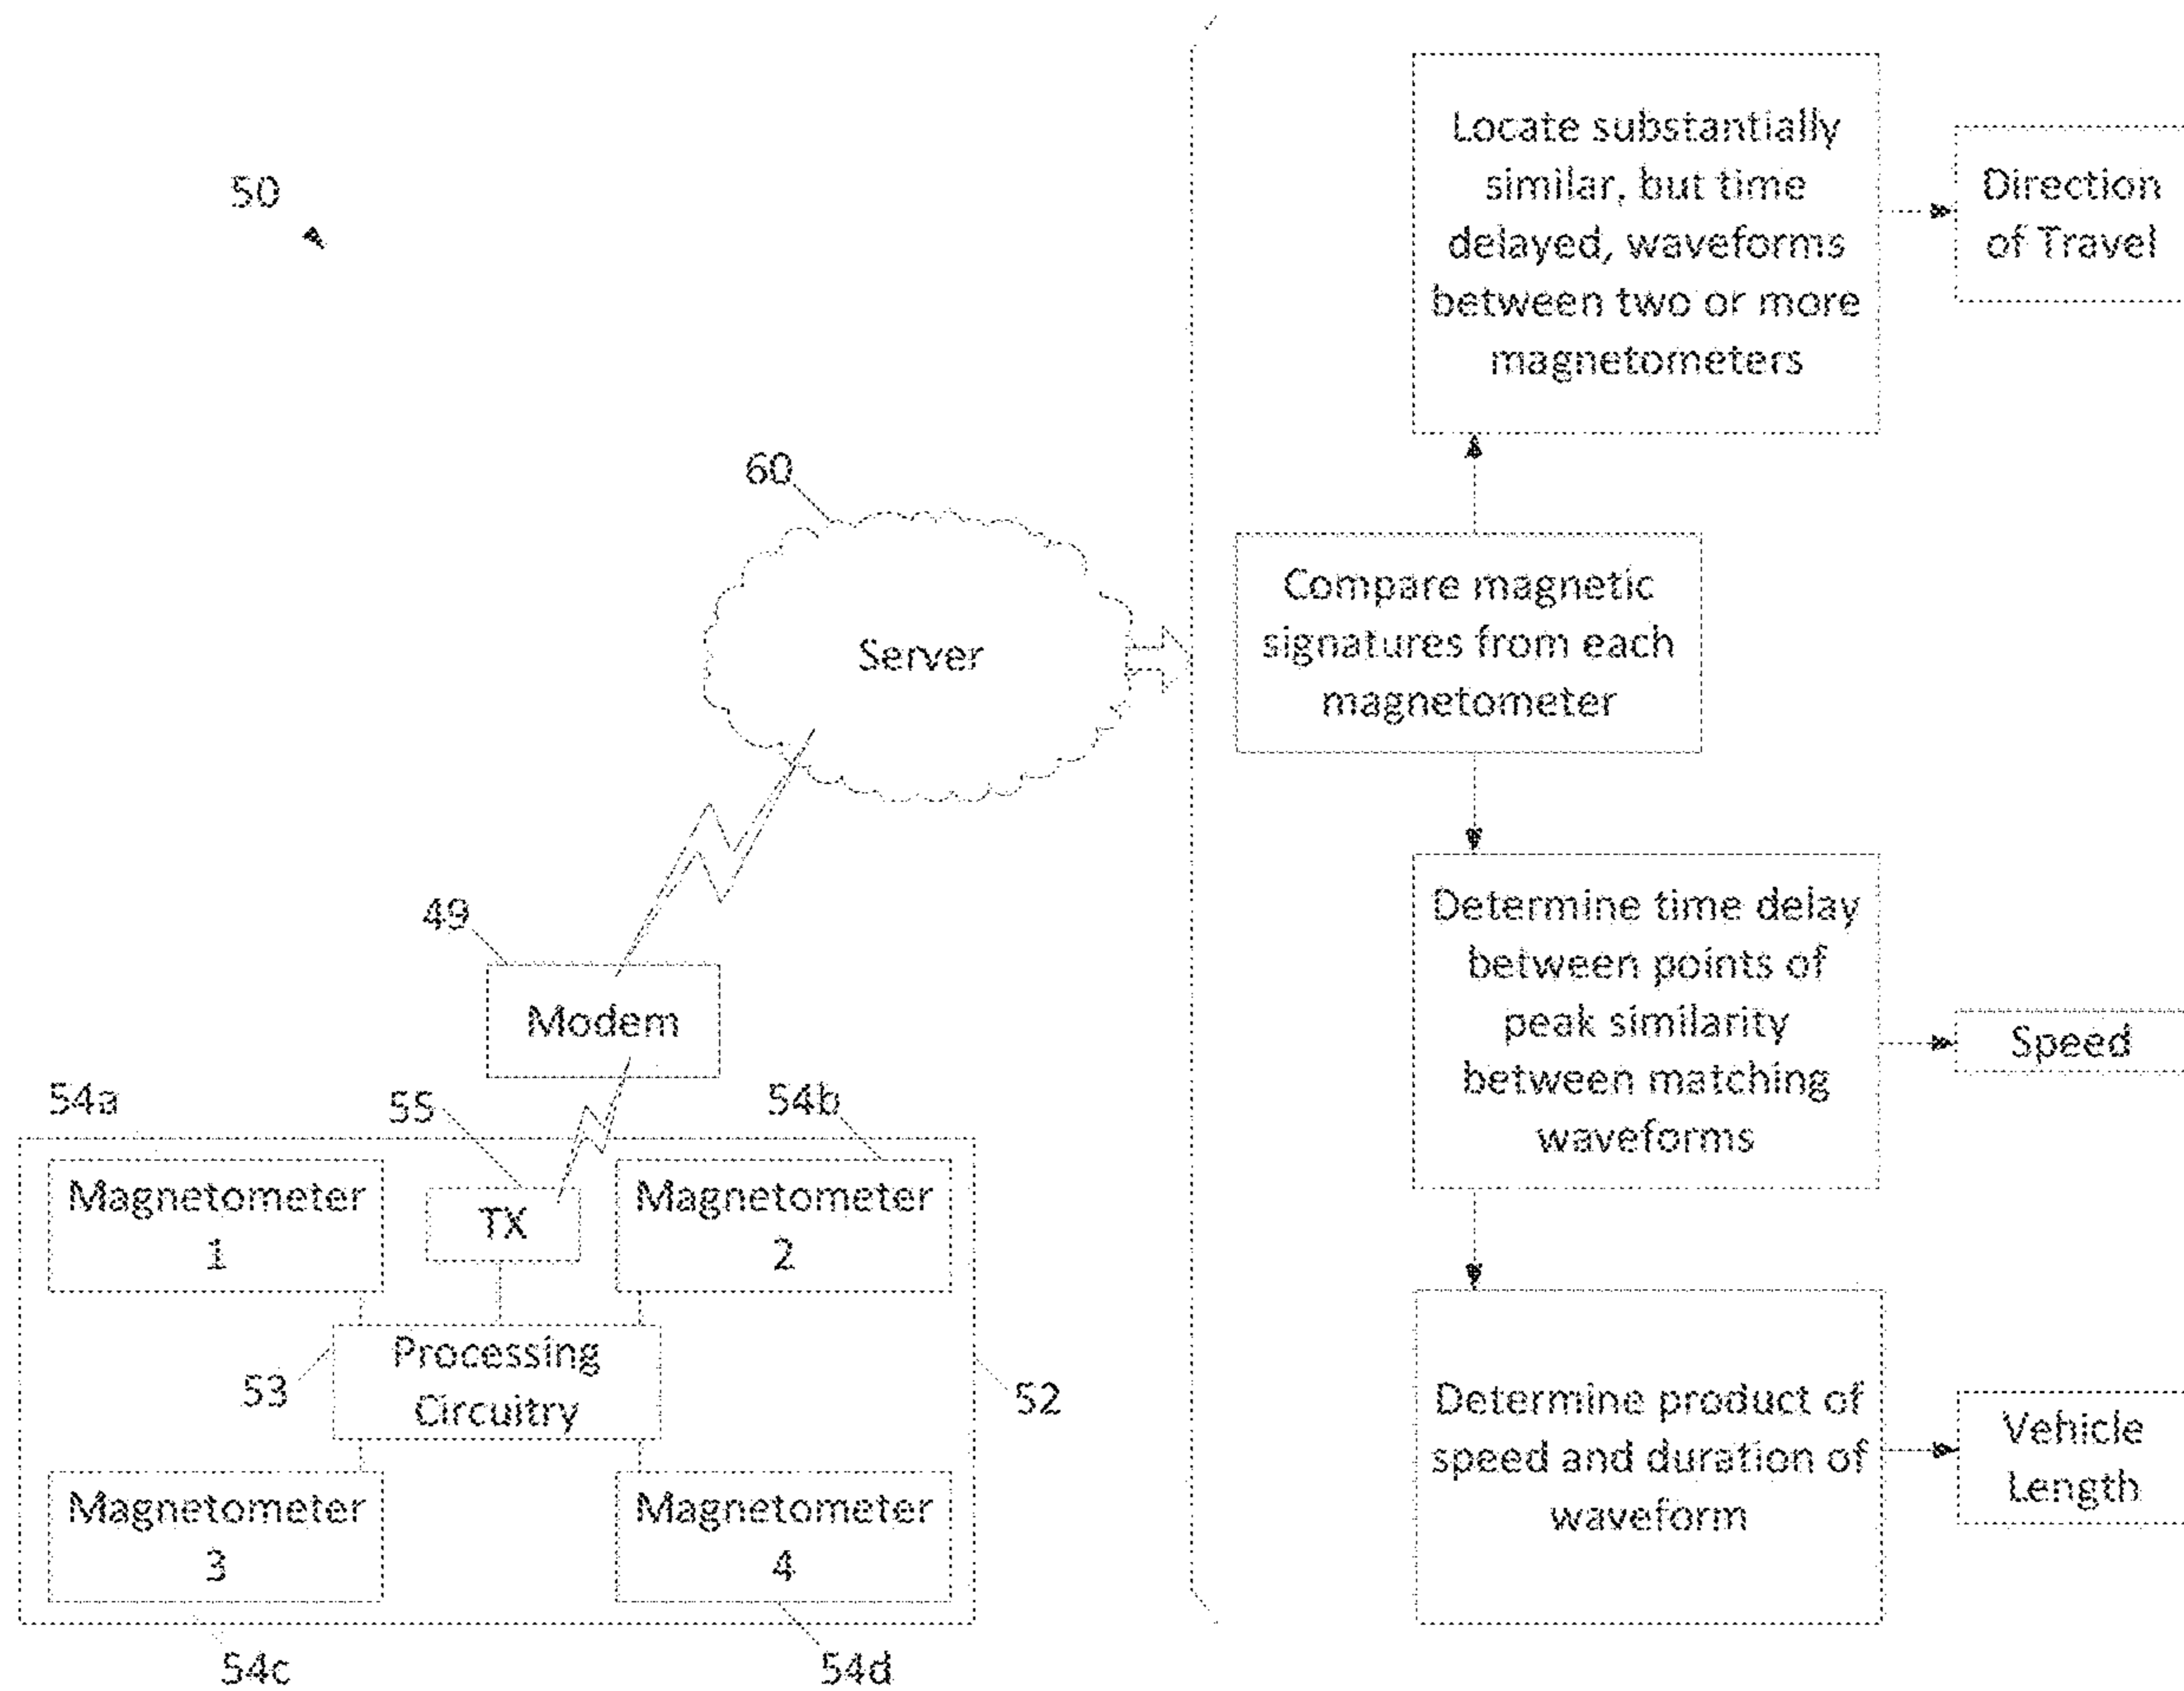 50
60
Server
49
Modem
54a
55
54b
Magnetometer
1
TX
Magnetometer
2
Processing
Circuitry
53
52
Magnetometer
3
Magnetometer
4
54c
54d
Locate substantially
similar, but time
delayed, waveforms
between two or more
magnetometers
Direction
of Travel
Compare magnetic
signatures from each
magnetometer
Determine time delay
between points of
peak similarity
between matching
waveforms
Speed
Determine product of
speed and duration of
waveform
Vehicle
Length